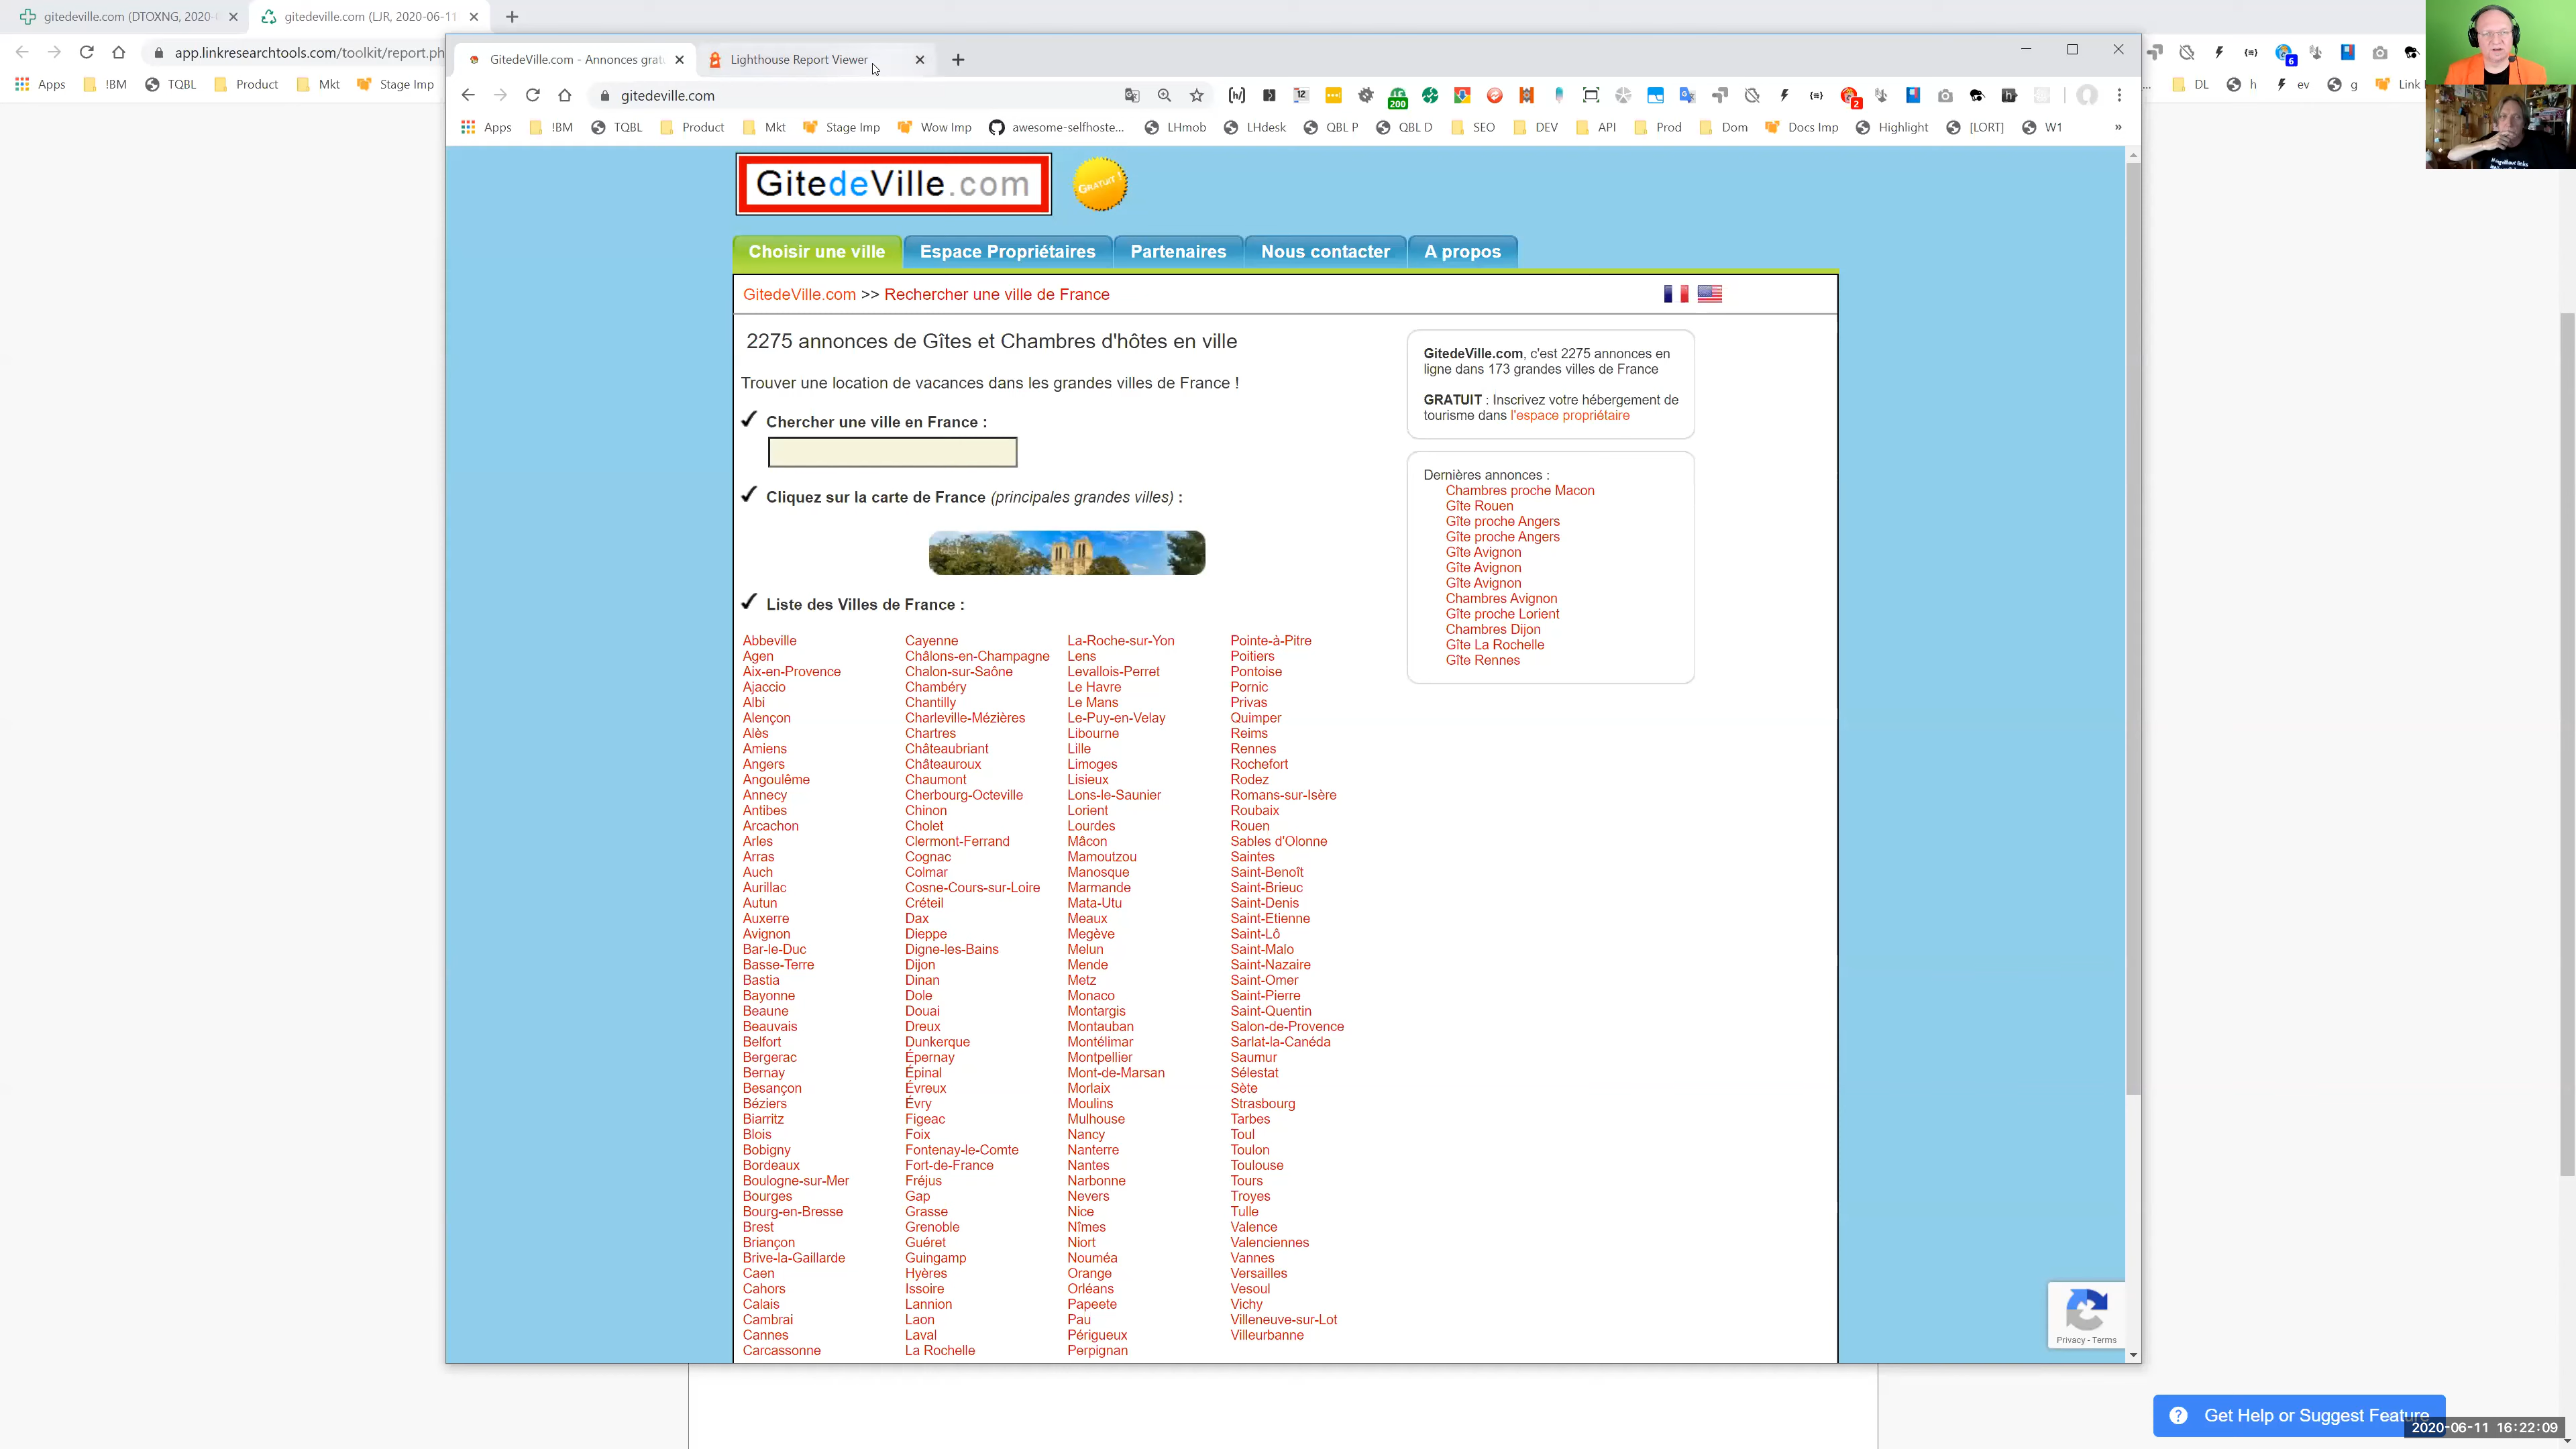 gitedeville.com (DTOXNG, 2020-
gitedeville.com (LJR, 2020-06-11
app.linkresearchtools.com/toolkit/report.ph
6
Apps
!BM
TQBL
Product
Mkt
Stage Imp
DL
h
ev
g
Link
GitedeVille.com - Annonces grat
Lighthouse Report Viewer
gitedeville.com
12
200
2
Apps
!BM
TQBL
Product
Mkt
Stage Imp
Wow Imp
awesome-selfhoste...
LHmob
LHdesk
QBL P
QBL D
SEO
DEV
API
Prod
Dom
Docs Imp
Highlight
[LORT]
W1
»
GitedeVille.com
GRATUIT !
Choisir une ville
Espace Propriétaires
Partenaires
Nous contacter
A propos
GitedeVille.com >> Rechercher une ville de France
2275 annonces de Gîtes et Chambres d'hôtes en ville
Trouver une location de vacances dans les grandes villes de France !
Chercher une ville en France :
Cliquez sur la carte de France (principales grandes villes) :
Liste des Villes de France :
Abbeville
Agen
Aix-en-Provence
Ajaccio
Albi
Alençon
Alès
Amiens
Angers
Angoulême
Annecy
Antibes
Arcachon
Arles
Arras
Auch
Aurillac
Autun
Auxerre
Avignon
Bar-le-Duc
Basse-Terre
Bastia
Bayonne
Beaune
Beauvais
Belfort
Bergerac
Bernay
Besançon
Béziers
Biarritz
Blois
Bobigny
Bordeaux
Boulogne-sur-Mer
Bourges
Bourg-en-Bresse
Brest
Briançon
Brive-la-Gaillarde
Caen
Cahors
Calais
Cambrai
Cannes
Carcassonne
Cayenne
Châlons-en-Champagne
Chalon-sur-Saône
Chambéry
Chantilly
Charleville-Mézières
Chartres
Châteaubriant
Châteauroux
Chaumont
Cherbourg-Octeville
Chinon
Cholet
Clermont-Ferrand
Cognac
Colmar
Cosne-Cours-sur-Loire
Créteil
Dax
Dieppe
Digne-les-Bains
Dijon
Dinan
Dole
Douai
Dreux
Dunkerque
Épernay
Épinal
Évreux
Évry
Figeac
Foix
Fontenay-le-Comte
Fort-de-France
Fréjus
Gap
Grasse
Grenoble
Guéret
Guingamp
Hyères
Issoire
Lannion
Laon
Laval
La Rochelle
La-Roche-sur-Yon
Lens
Levallois-Perret
Le Havre
Le Mans
Le-Puy-en-Velay
Libourne
Lille
Limoges
Lisieux
Lons-le-Saunier
Lorient
Lourdes
Mâcon
Mamoutzou
Manosque
Marmande
Mata-Utu
Meaux
Megève
Melun
Mende
Metz
Monaco
Montargis
Montauban
Montélimar
Montpellier
Mont-de-Marsan
Morlaix
Moulins
Mulhouse
Nancy
Nanterre
Nantes
Narbonne
Nevers
Nice
Nîmes
Niort
Nouméa
Orange
Orléans
Papeete
Pau
Périgueux
Perpignan
Pointe-à-Pitre
Poitiers
Pontoise
Pornic
Privas
Quimper
Reims
Rennes
Rochefort
Rodez
Romans-sur-Isère
Roubaix
Rouen
Sables d'Olonne
Saintes
Saint-Benoît
Saint-Brieuc
Saint-Denis
Saint-Etienne
Saint-Lô
Saint-Malo
Saint-Nazaire
Saint-Omer
Saint-Pierre
Saint-Quentin
Salon-de-Provence
Sarlat-la-Canéda
Saumur
Sélestat
Sète
Strasbourg
Tarbes
Toul
Toulon
Toulouse
Tours
Troyes
Tulle
Valence
Valenciennes
Vannes
Versailles
Vesoul
Vichy
Villeneuve-sur-Lot
Villeurbanne
GitedeVille.com, c'est 2275 annonces en
ligne dans 173 grandes villes de France
GRATUIT : Inscrivez votre hébergement de
tourisme dans l'espace propriétaire
Dernières annonces :
Chambres proche Macon
Gîte Rouen
Gîte proche Angers
Gîte proche Angers
Gîte Avignon
Gîte Avignon
Gîte Avignon
Chambres Avignon
Gîte proche Lorient
Chambres Dijon
Gîte La Rochelle
Gîte Rennes
Privacy - Terms
Get Help or Suggest Feature
2020-06-11 16:22:09